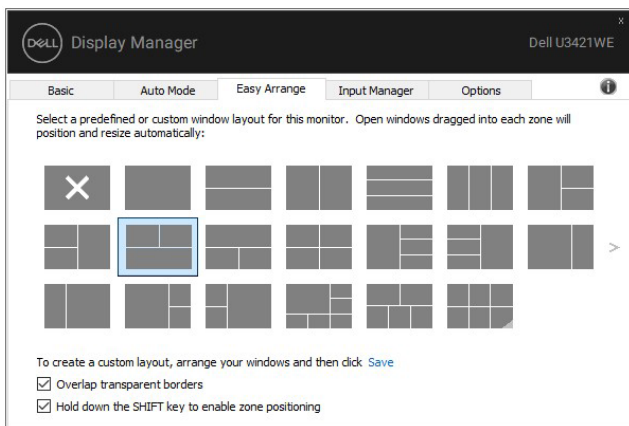 DELL Display Manager
Dell U3421WE
x
Basic
Auto Mode
Easy Arrange
Input Manager
Options
Select a predefined or custom window layout for this monitor. Open windows dragged into each zone will
position and resize automatically:
>
To create a custom layout, arrange your windows and then click Save
Overlap transparent borders
Hold down the SHIFT key to enable zone positioning